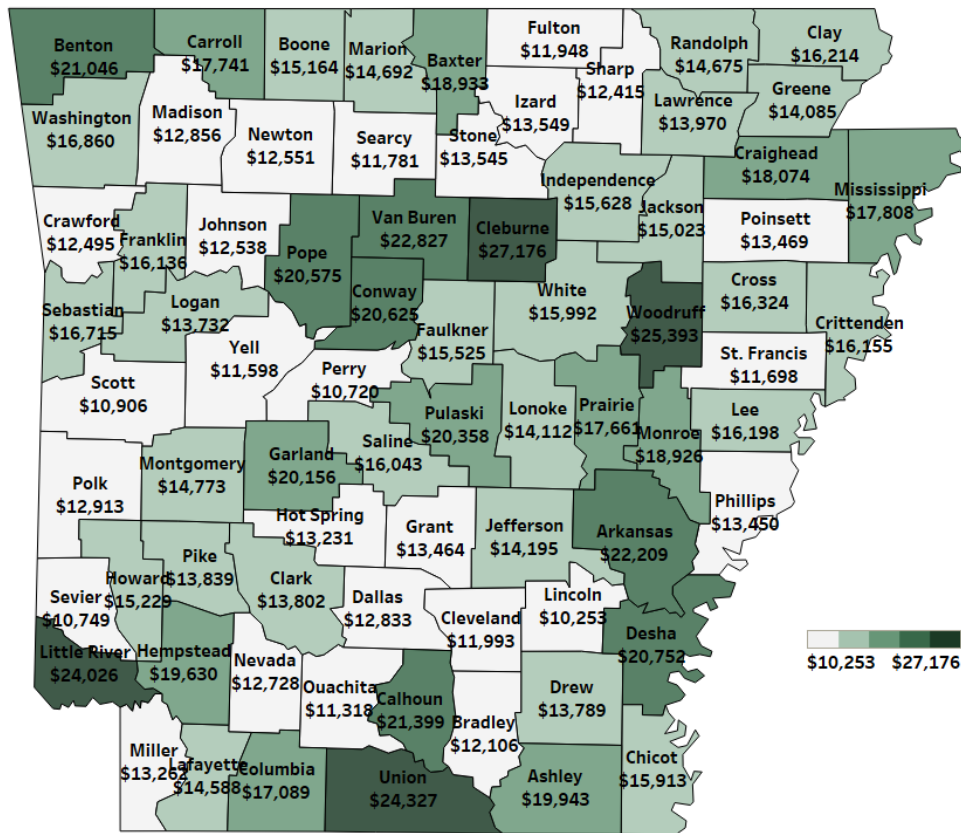 Benton
$21,046
Carroll
$17,741
Boone
$15,164
Marion
$14,692
Baxter
$18,933
Fulton
$11,948
Sharp
$12,415
Randolph
$14,675
Clay
$16,214
Washington
$16,860
Madison
$12,856
Newton
$12,551
Searcy
$11,781
Stone
$13,545
Izard
$13,549
Lawrence
$13,970
Greene
$14,085
Craighead
$18,074
Mississippi
$17,808
Crawford
$12,495
Franklin
$16,136
Johnson
$12,538
Pope
$20,575
Van Buren
$22,827
Cleburne
$27,176
Independence
$15,628
Jackson
$15,023
Poinsett
$13,469
Sebastian
$16,715
Logan
$13,732
Conway
$20,625
Faulkner
$15,525
White
$15,992
Woodruff
$25,393
Cross
$16,324
Crittenden
$16,155
Scott
$10,906
Yell
$11,598
Perry
$10,720
Pulaski
$20,358
Lonoke
$14,112
Prairie
$17,661
Monroe
$18,926
St. Francis
$11,698
Lee
$16,198
Polk
$12,913
Montgomery
$14,773
Garland
$20,156
Saline
$16,043
Hot Spring
$13,231
Grant
$13,464
Jefferson
$14,195
Arkansas
$22,209
Phillips
$13,450
Sevier
$10,749
Howard
$15,229
Pike
$13,839
Clark
$13,802
Dallas
$12,833
Cleveland
$11,993
Lincoln
$10,253
Desha
$20,752
Little River
$24,026
Hempstead
$19,630
Nevada
$12,728
Ouachita
$11,318
Calhoun
$21,399
Bradley
$12,106
Drew
$13,789
Miller
$13,262
Lafayette
$14,588
Columbia
$17,089
Union
$24,327
Ashley
$19,943
Chicot
$15,913
$10,253 $27,176